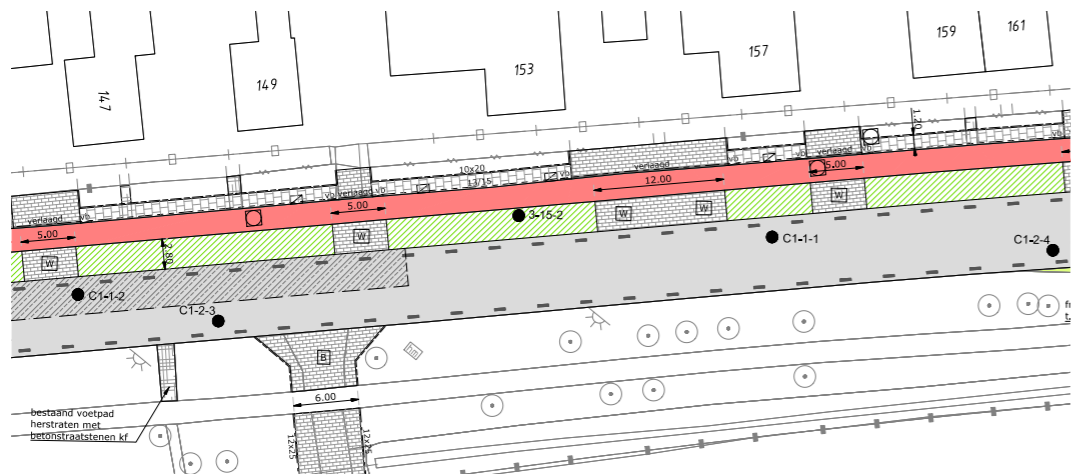 147
149
153
157
159
161
1.20
10x20
13/15
verlaagd
vb
verlaagd
vb
vb
verlaagd
vb
vb
verlaagd
vb
5.00
5.00
12.00
5.00
2.80
W
W
W
W
W
3-15-2
C1-1-1
C1-2-4
C1-1-2
C1-2-3
B
hm
6.00
12x25
12x25
bestaand voetpad
herstraten met
betonstraatstenen kf